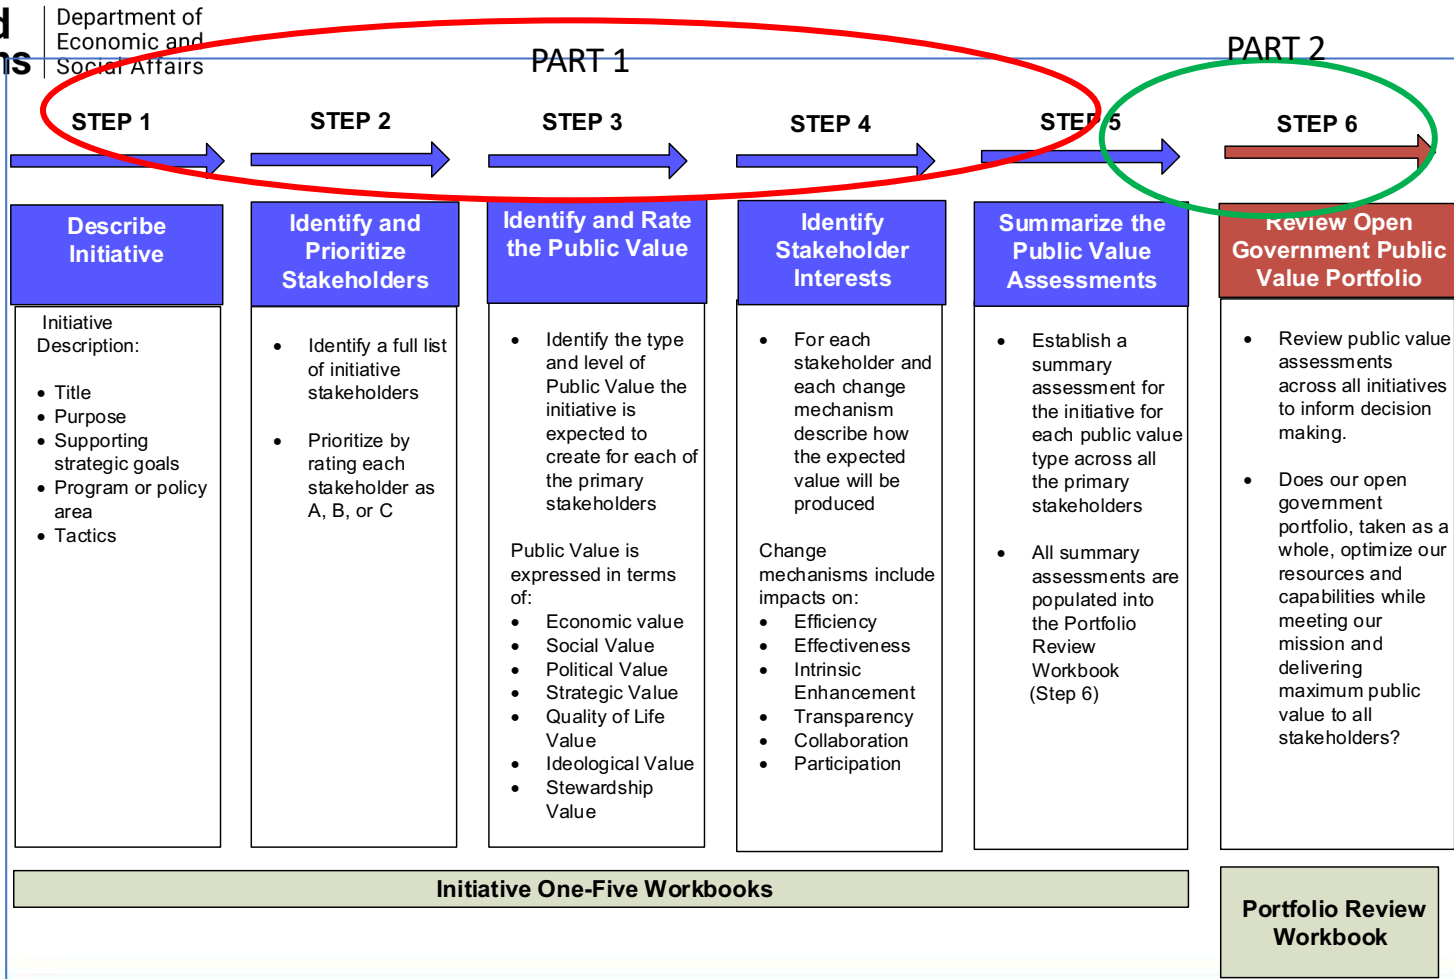 d
ns
Department of
Economic and
Social Affairs
PART 1
PART 2
STEP 1
STEP 2
STEP 3
STEP 4
STEP 5
STEP 6
Describe
Initiative
Initiative
Description:
• Title
• Purpose
• Supporting
strategic goals
• Program or policy
area
• Tactics
Identify and
Prioritize
Stakeholders
• Identify a full list
of initiative
stakeholders
• Prioritize by
rating each
stakeholder as
A, B, or C
Identify and Rate
the Public Value
• Identify the type
and level of
Public Value the
initiative is
expected to
create for each of
the primary
stakeholders
Public Value is
expressed in terms
of:
• Economic value
• Social Value
• Political Value
• Strategic Value
• Quality of Life
Value
• Ideological Value
• Stewardship
Value
Identify
Stakeholder
Interests
• For each
stakeholder and
each change
mechanism
describe how
the expected
value will be
produced
Change
mechanisms include
impacts on:
• Efficiency
• Effectiveness
• Intrinsic
Enhancement
• Transparency
• Collaboration
• Participation
Summarize the
Public Value
Assessments
• Establish a
summary
assessment for
the initiative for
each public value
type across all
the primary
stakeholders
• All summary
assessments are
populated into
the Portfolio
Review
Workbook
(Step 6)
Review Open
Government Public
Value Portfolio
• Review public value
assessments
across all initiatives
to inform decision
making.
• Does our open
government
portfolio, taken as a
whole, optimize our
resources and
capabilities while
meeting our
mission and
delivering
maximum public
value to all
stakeholders?
Initiative One-Five Workbooks
Portfolio Review
Workbook